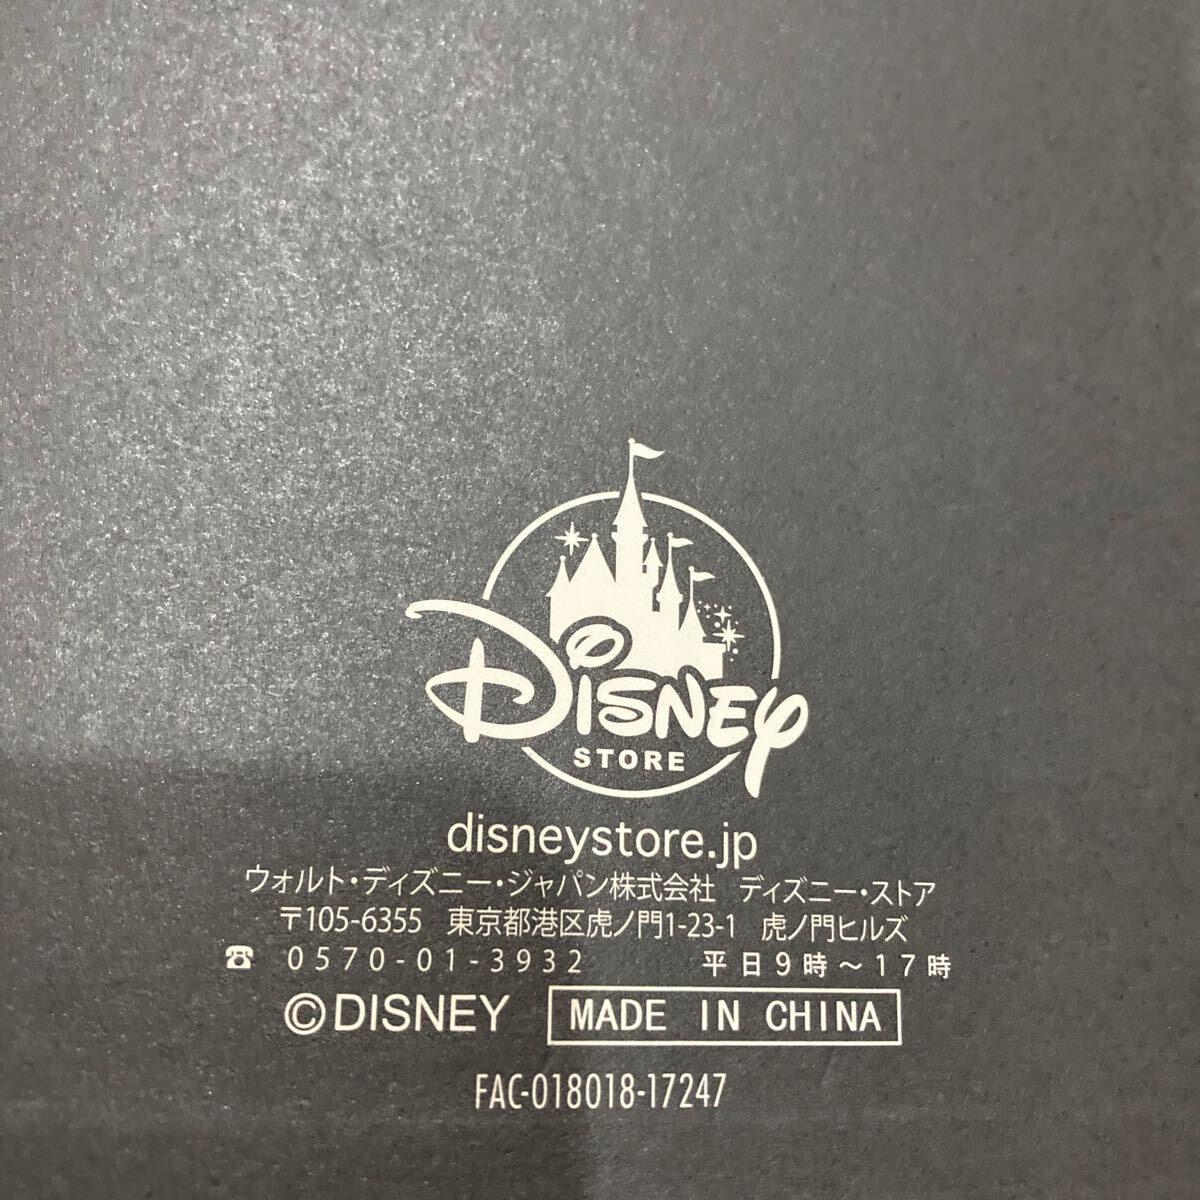 DISNEY
STORE
disneystore.jp
ウォルト・ディズニー・ジャパン株式会社　ディズニー・ストア
〒105-6355　東京都港区虎ノ門1-23-1　虎ノ門ヒルズ
☎ 0570-01-3932　平日9時～17時
©DISNEY MADE IN CHINA
FAC-018018-17247